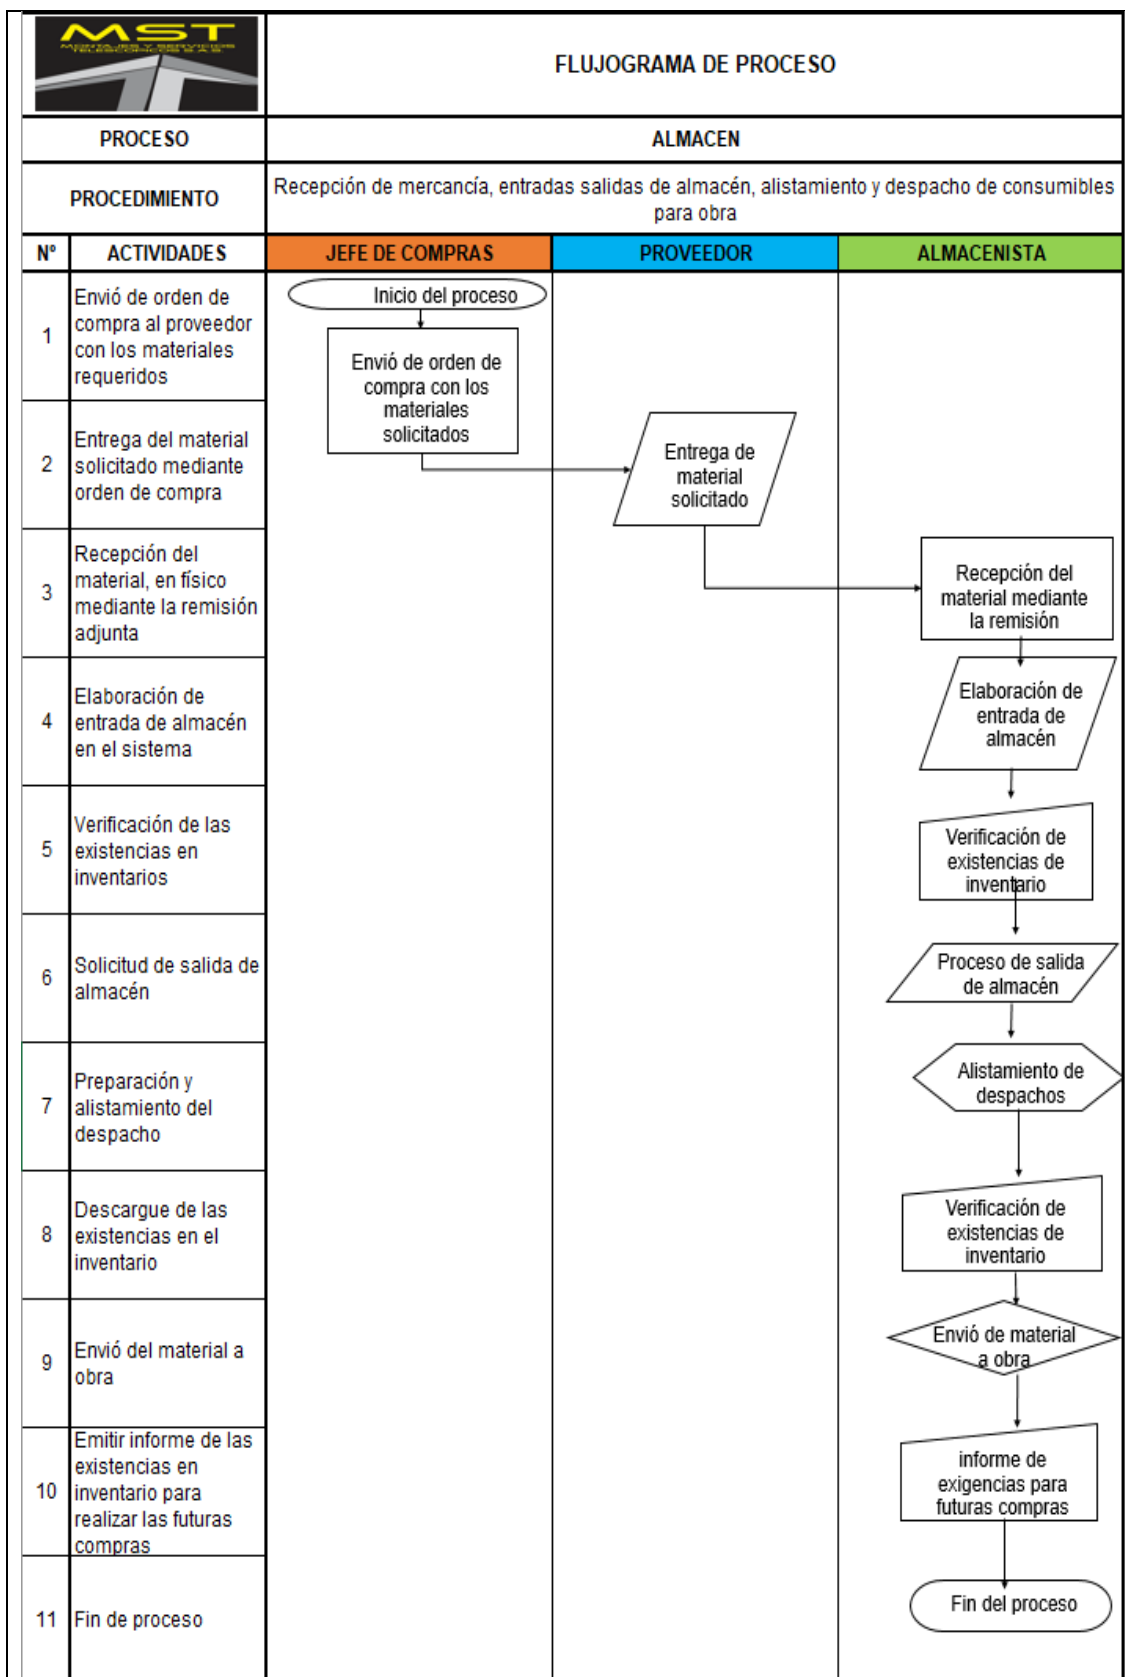 MST
MONTAJES Y SERVICIOS
TELESCOPICOS S.A.S
FLUJOGRAMA DE PROCESO
PROCESO
ALMACEN
PROCEDIMIENTO
Recepción de mercancía, entradas salidas de almacén, alistamiento y despacho de consumibles
para obra
Nº
ACTIVIDADES
JEFE DE COMPRAS
PROVEEDOR
ALMACENISTA
1
Envió de orden de
compra al proveedor
con los materiales
requeridos
Inicio del proceso
Envió de orden de
compra con los
materiales
solicitados
2
Entrega del material
solicitado mediante
orden de compra
Entrega de
material
solicitado
3
Recepción del
material, en físico
mediante la remisión
adjunta
Recepción del
material mediante
la remisión
4
Elaboración de
entrada de almacén
en el sistema
Elaboración de
entrada de
almacén
5
Verificación de las
existencias en
inventarios
Verificación de
existencias de
inventario
6
Solicitud de salida de
almacén
Proceso de salida
de almacén
7
Preparación y
alistamiento del
despacho
Alistamiento de
despachos
8
Descargue de las
existencias en el
inventario
Verificación de
existencias de
inventario
9
Envió del material a
obra
Envió de material
a obra
10
Emitir informe de las
existencias en
inventario para
realizar las futuras
compras
informe de
exigencias para
futuras compras
11
Fin de proceso
Fin del proceso